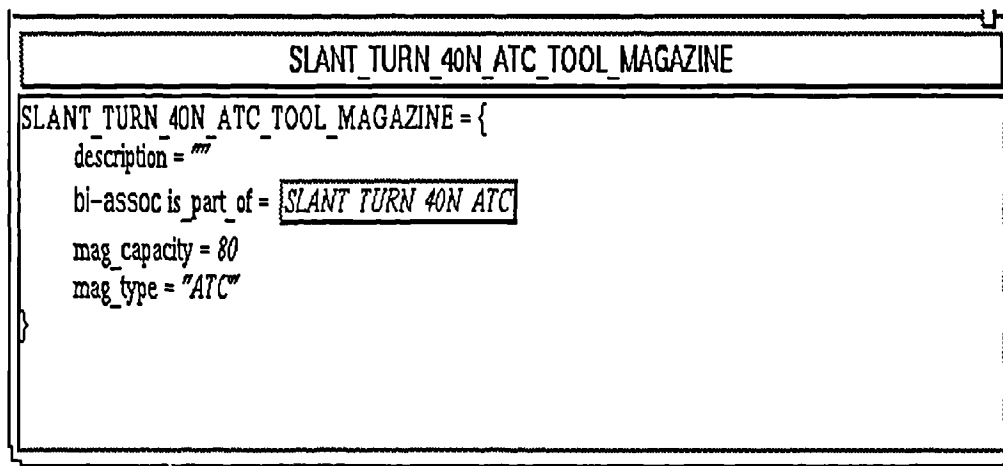 SLANT_TURN_40N_ATC_TOOL_MAGAZINE
SLANT_TURN_40N_ATC_TOOL_MAGAZINE = {
description = ""
bi-assoc is_part_of = SLANT TURN 40N ATC
mag_capacity = 80
mag_type = "ATC"
}